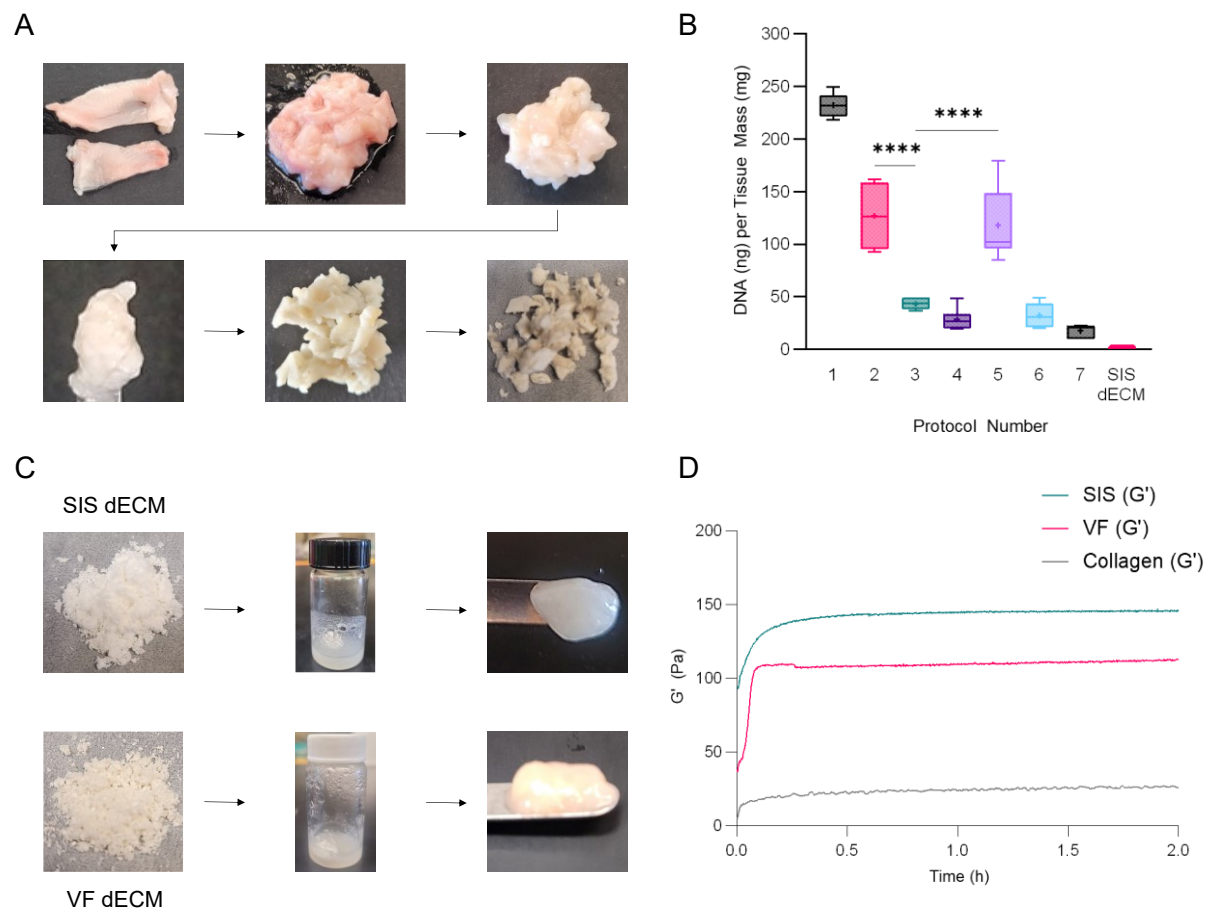 A
B
300
250
200
150
100
50
0
DNA (ng) per Tissue Mass (mg)
****
****
1 2 3 4 5 6 7 SIS
dECM
Protocol Number
C
SIS dECM
VF dECM
D
SIS (G')
VF (G')
Collagen (G')
200
150
100
50
0
G' (Pa)
0.0 0.5 1.0 1.5 2.0
Time (h)